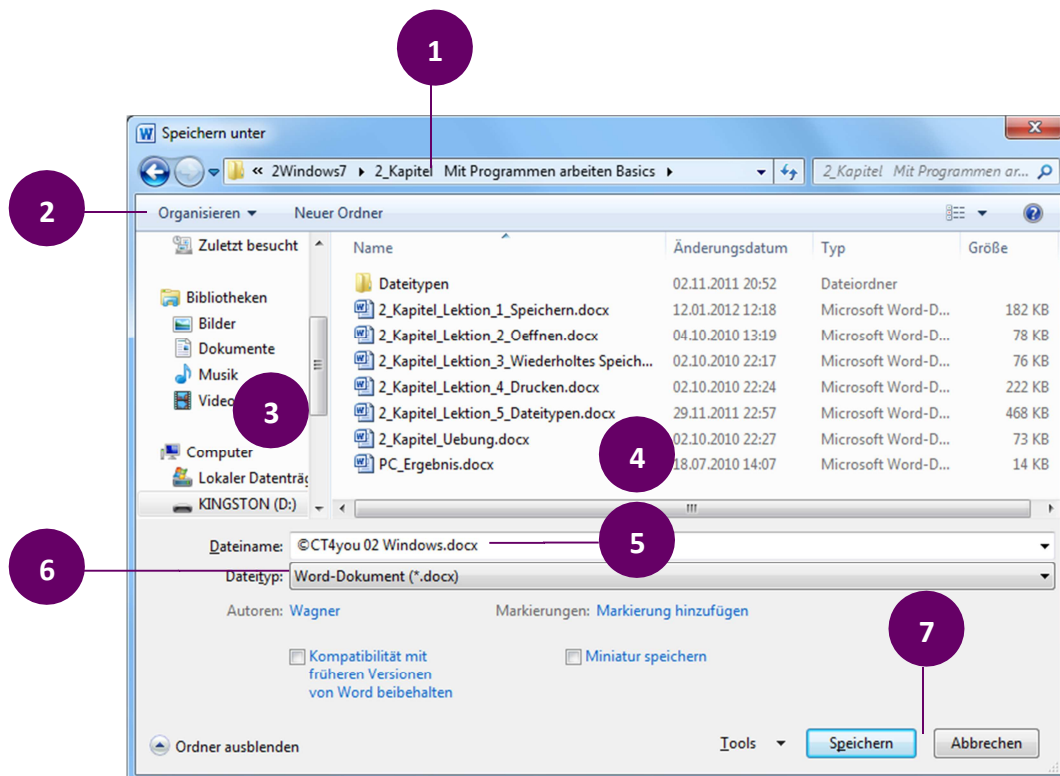 1
Speichern unter
« 2Windows7 ▸ 2_Kapitel Mit Programmen arbeiten Basics ▸
2_Kapitel Mit Programmen ar...
2
Organisieren
Neuer Ordner
Zuletzt besucht
Bibliotheken
Bilder
Dokumente
Musik
3
Computer
Lokaler Datenträg
KINGSTON (D:)
Name Änderungsdatum Typ Größe
Dateitypen 02.11.2011 20:52 Dateiordner
2_Kapitel_Lektion_1_Speichern.docx 12.01.2012 12:18 Microsoft Word-D... 182 KB
2_Kapitel_Lektion_2_Oeffnen.docx 04.10.2010 13:19 Microsoft Word-D... 78 KB
2_Kapitel_Lektion_3_Wiederholtes Speich... 02.10.2010 22:17 Microsoft Word-D... 76 KB
2_Kapitel_Lektion_4_Drucken.docx 02.10.2010 22:24 Microsoft Word-D... 222 KB
2_Kapitel_Lektion_5_Dateitypen.docx 29.11.2011 22:57 Microsoft Word-D... 468 KB
2_Kapitel_Uebung.docx 02.10.2010 22:27 Microsoft Word-D... 73 KB
PC_Ergebnis.docx 18.07.2010 14:07 Microsoft Word-D... 14 KB
4
Dateiname: ©CT4you 02 Windows.docx
5
6
Dateityp: Word-Dokument (*.docx)
Autoren: Wagner
Markierungen: Markierung hinzufügen
7
Kompatibilität mit
früheren Versionen
von Word beibehalten
Miniatur speichern
Ordner ausblenden
Tools
Speichern
Abbrechen